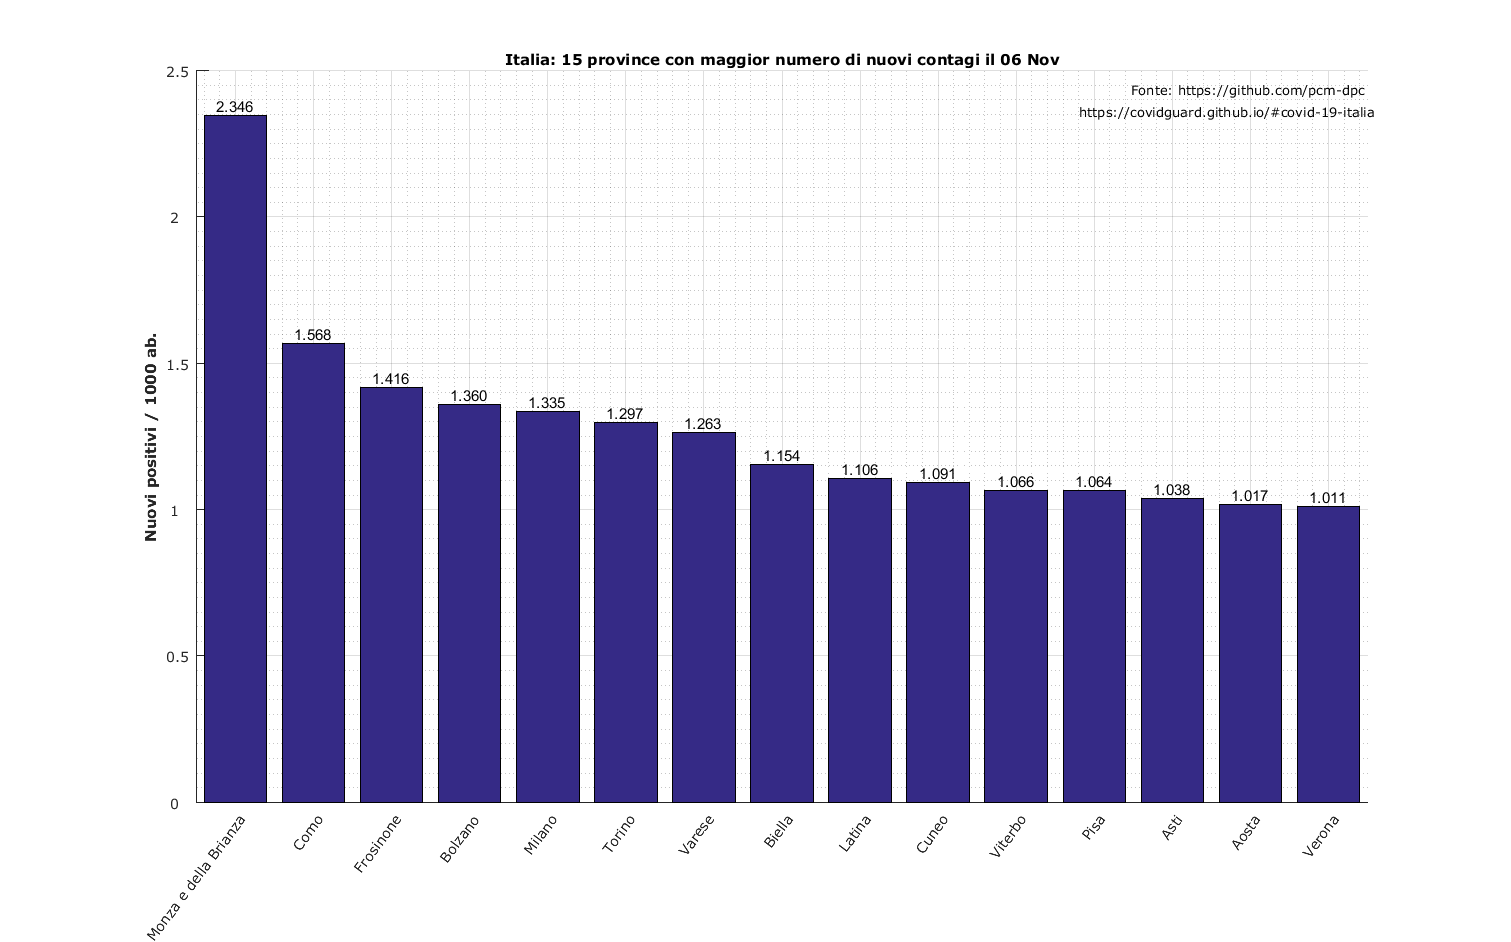 Italia: 15 province con maggior numero di nuovi contagi il 06 Nov
Fonte: https://github.com/pcm-dpc
https://covidguard.github.io/#covid-19-italia
Nuovi positivi / 1000 ab.
2.5
2
1.5
1
0.5
0
2.346
1.568
1.416
1.360
1.335
1.297
1.263
1.154
1.106
1.091
1.066
1.064
1.038
1.017
1.011
Monza e della Brianza
Como
Frosinone
Bolzano
Milano
Torino
Varese
Biella
Latina
Cuneo
Viterbo
Pisa
Asti
Aosta
Verona